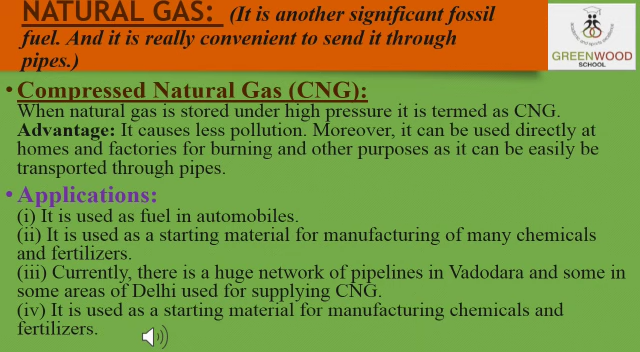 NATURAL GAS: (It is another significant fossil
fuel. And it is really convenient to send it through
pipes.)
GREENWOOD
SCHOOL
• Compressed Natural Gas (CNG):
When natural gas is stored under high pressure it is termed as CNG.
Advantage: It causes less pollution. Moreover, it can be used directly at
homes and factories for burning and other purposes as it can be easily be
transported through pipes.
• Applications:
(i) It is used as fuel in automobiles.
(ii) It is used as a starting material for manufacturing of many chemicals
and fertilizers.
(iii) Currently, there is a huge network of pipelines in Vadodara and some in
some areas of Delhi used for supplying CNG.
(iv) It is used as a starting material for manufacturing chemicals and
fertilizers.